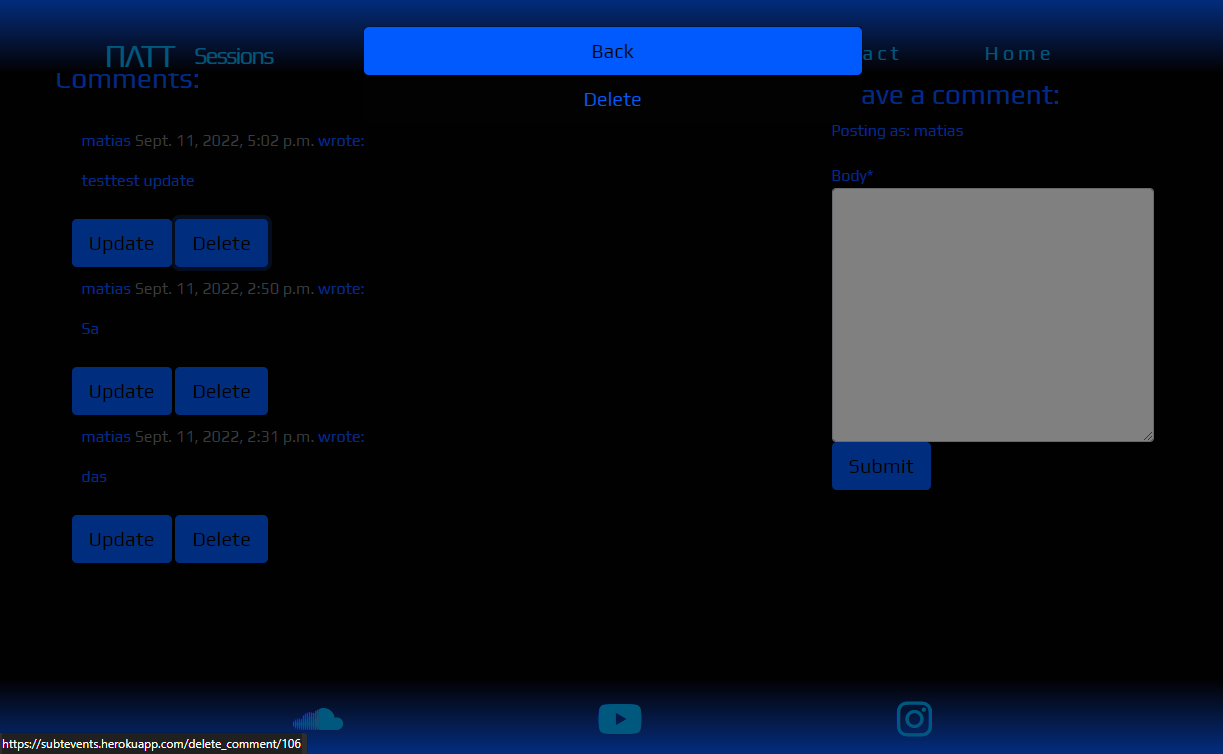 ПΛTT Sessions
Back
act
Home
Comments:
Delete
ave a comment:
matias Sept. 11, 2022, 5:02 p.m. wrote:
testtest update
Update Delete
matias Sept. 11, 2022, 2:50 p.m. wrote:
Sa
Update Delete
matias Sept. 11, 2022, 2:31 p.m. wrote:
das
Update Delete
Posting as: matias
Body*
Submit
https://subtevents.herokuapp.com/delete_comment/106